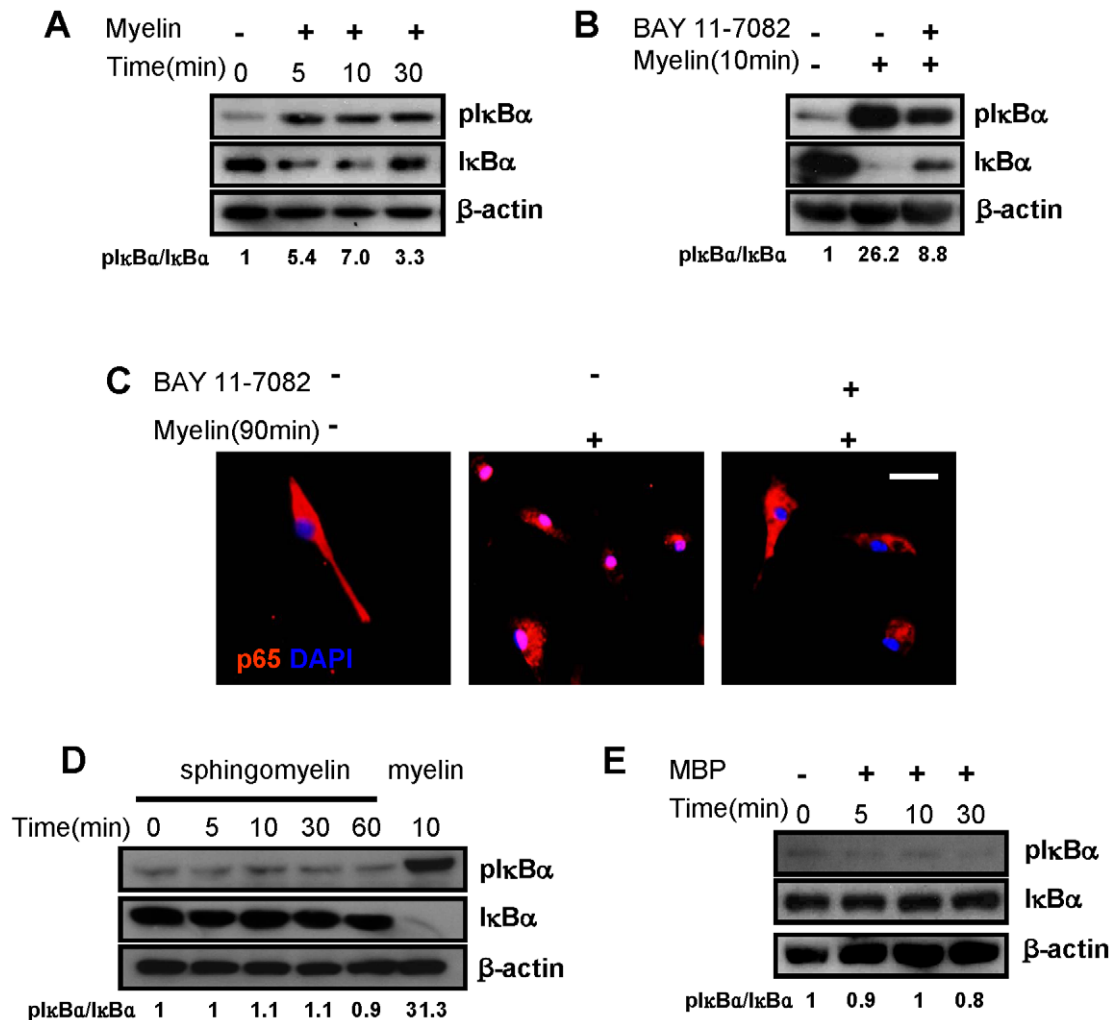 A Myelin - + + +
Time(min) 0 5 10 30
pIκBα
IκBα
β-actin
pIκBα/IκBα 1 5.4 7.0 3.3
B BAY 11-7082 - - +
Myelin(10min) - + +
pIκBα
IκBα
β-actin
pIκBα/IκBα 1 26.2 8.8
C BAY 11-7082 - - +
Myelin(90min) - + +
p65 DAPI
D sphingomyelin myelin
Time(min) 0 5 10 30 60 10
pIκBα
IκBα
β-actin
pIκBα/IκBα 1 1 1.1 1.1 0.9 31.3
E MBP - + + +
Time(min) 0 5 10 30
pIκBα
IκBα
β-actin
pIκBα/IκBα 1 0.9 1 0.8